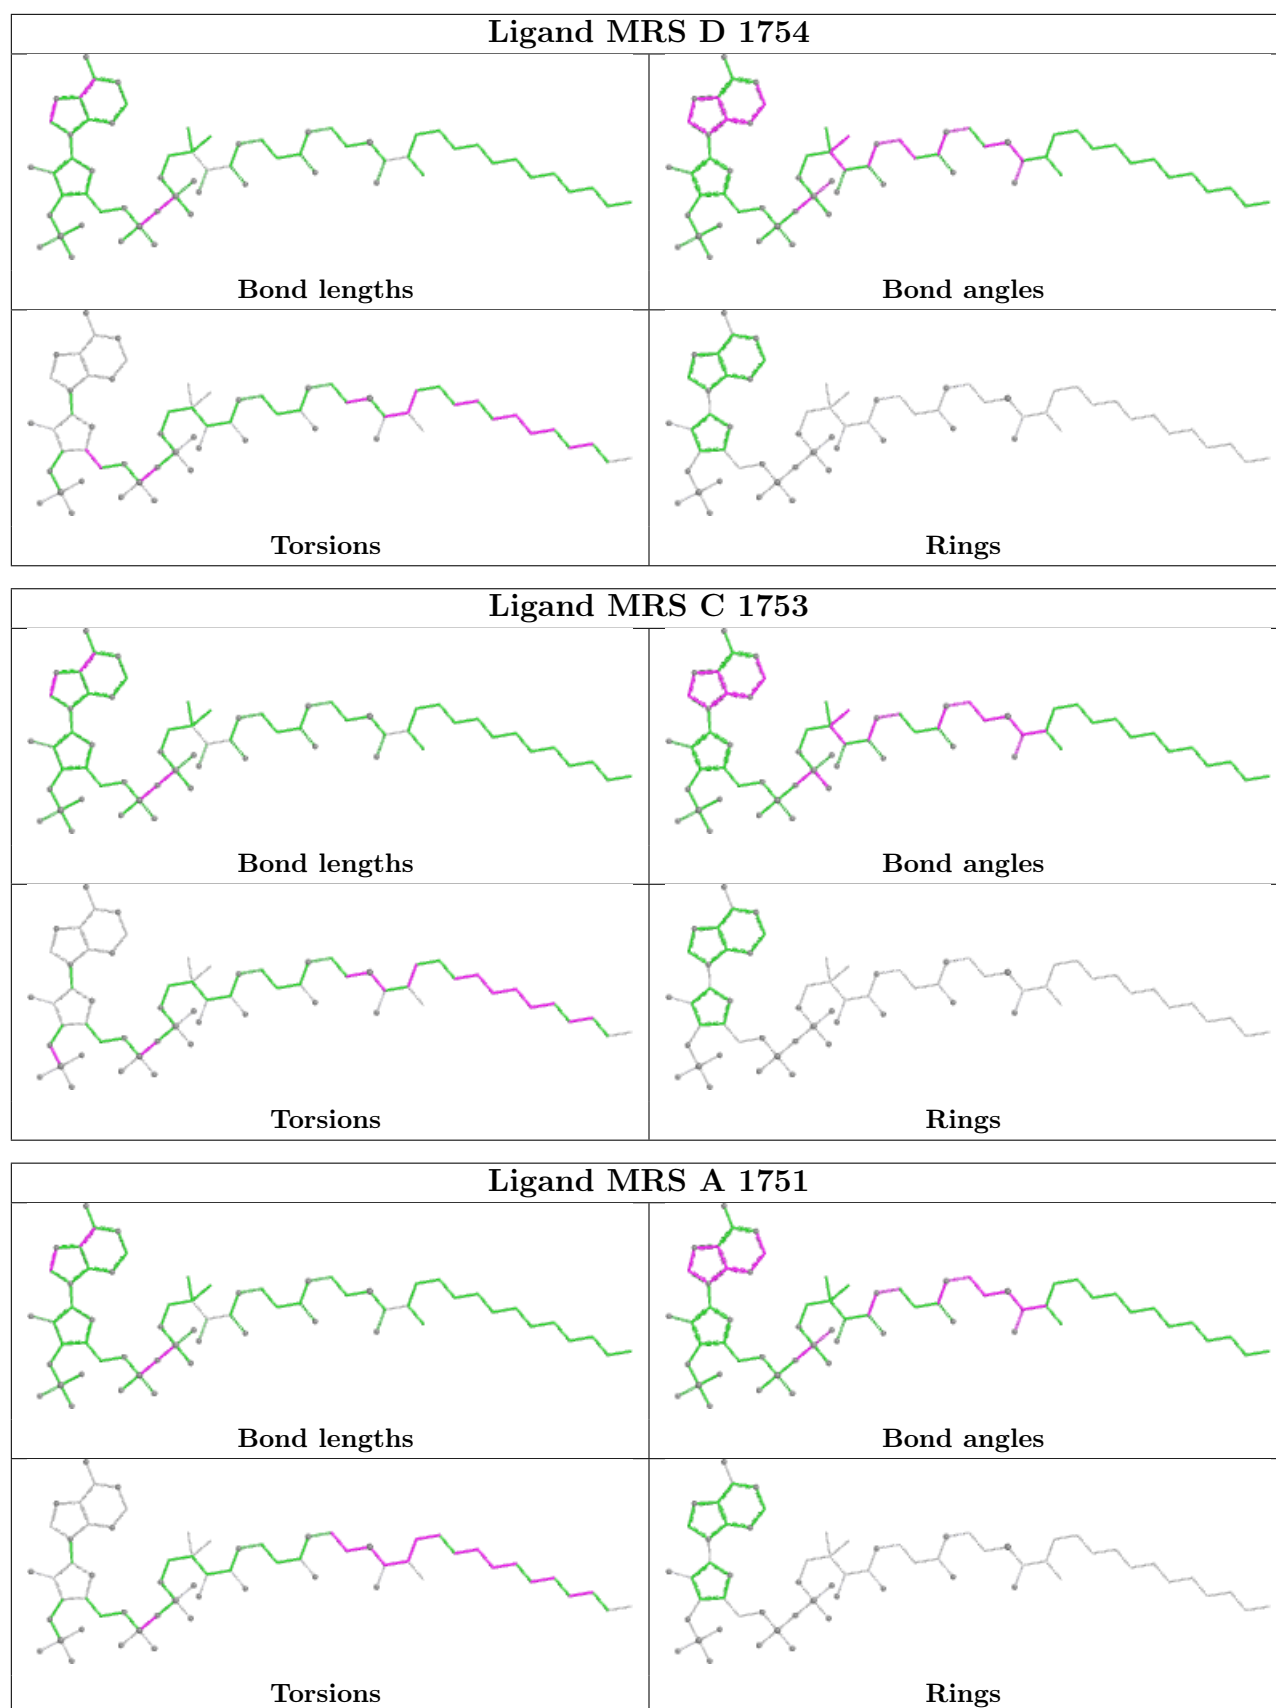 Ligand MRS D 1754
Bond lengths
Bond angles
Torsions
Rings
Ligand MRS C 1753
Bond lengths
Bond angles
Torsions
Rings
Ligand MRS A 1751
Bond lengths
Bond angles
Torsions
Rings